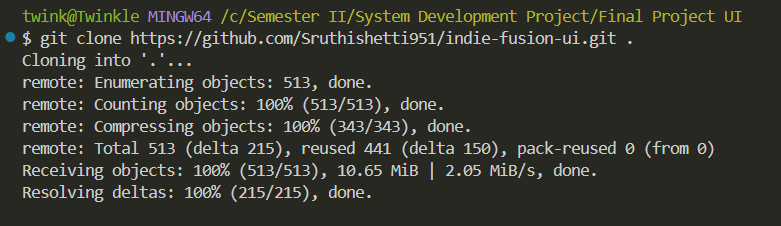 twink@Twinkle MINGW64 /c/Semester II/System Development Project/Final Project UI
$ git clone https://github.com/Sruthishetti951/indie-fusion-ui.git .
Cloning into '.'...
remote: Enumerating objects: 513, done.
remote: Counting objects: 100% (513/513), done.
remote: Compressing objects: 100% (343/343), done.
remote: Total 513 (delta 215), reused 441 (delta 150), pack-reused 0 (from 0)
Receiving objects: 100% (513/513), 10.65 MiB | 2.05 MiB/s, done.
Resolving deltas: 100% (215/215), done.